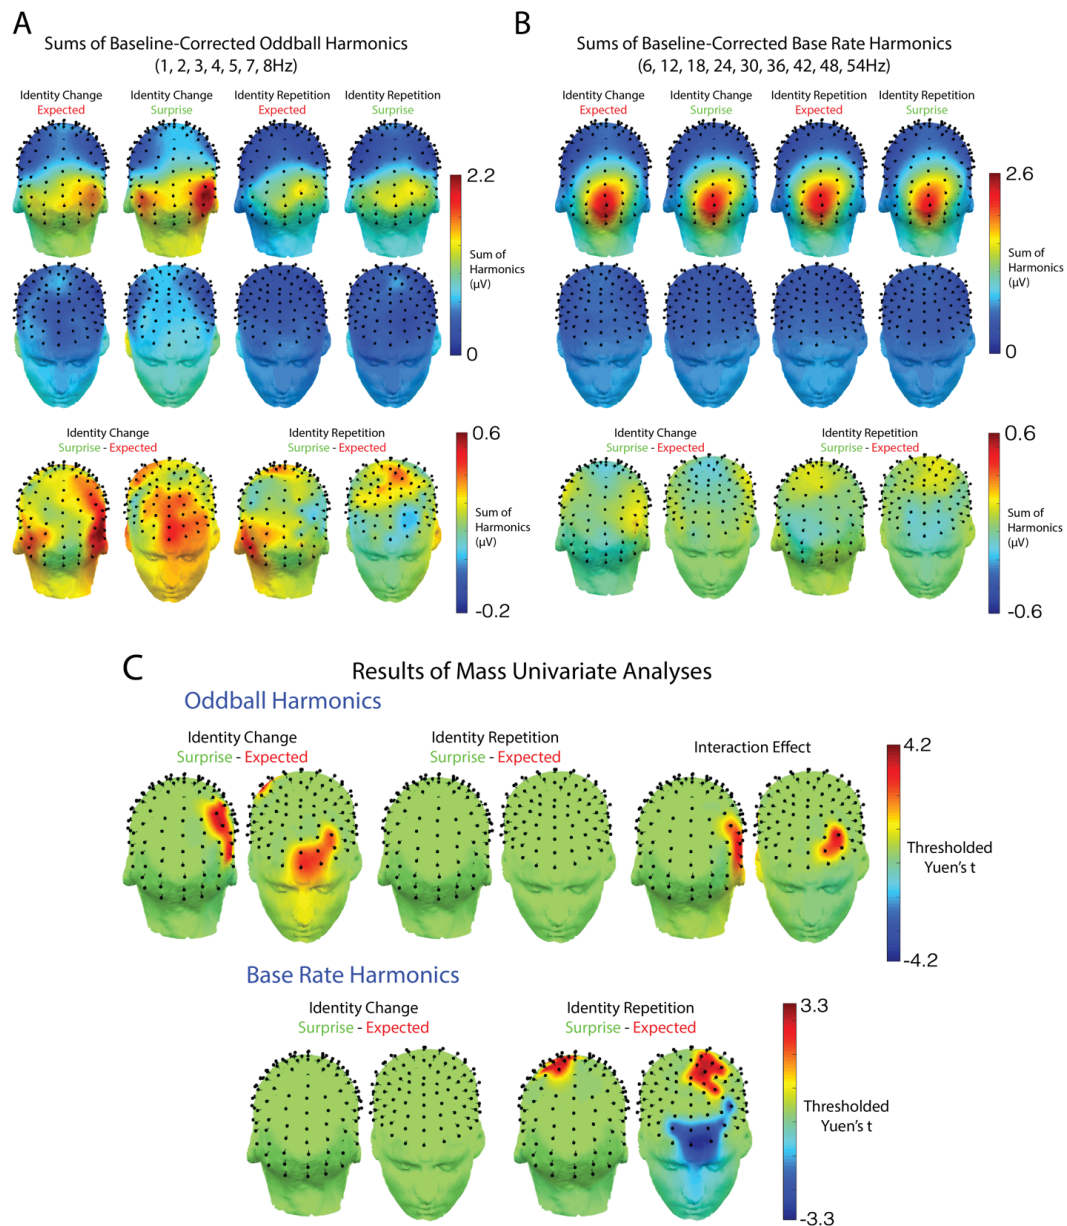 A
Sums of Baseline-Corrected Oddball Harmonics
(1, 2, 3, 4, 5, 7, 8Hz)
Identity Change
Expected
Identity Change
Surprise
Identity Repetition
Expected
Identity Repetition
Surprise
2.2
Sum of
Harmonics
(μV)
0
Identity Change
Surprise - Expected
Identity Repetition
Surprise - Expected
0.6
Sum of
Harmonics
(μV)
-0.2
B
Sums of Baseline-Corrected Base Rate Harmonics
(6, 12, 18, 24, 30, 36, 42, 48, 54Hz)
Identity Change
Expected
Identity Change
Surprise
Identity Repetition
Expected
Identity Repetition
Surprise
2.6
Sum of
Harmonics
(μV)
0
Identity Change
Surprise - Expected
Identity Repetition
Surprise - Expected
0.6
Sum of
Harmonics
(μV)
-0.6
C
Results of Mass Univariate Analyses
Oddball Harmonics
Identity Change
Surprise - Expected
Identity Repetition
Surprise - Expected
Interaction Effect
4.2
Thresholded
Yuen's t
-4.2
Base Rate Harmonics
Identity Change
Surprise - Expected
Identity Repetition
Surprise - Expected
3.3
Thresholded
Yuen's t
-3.3